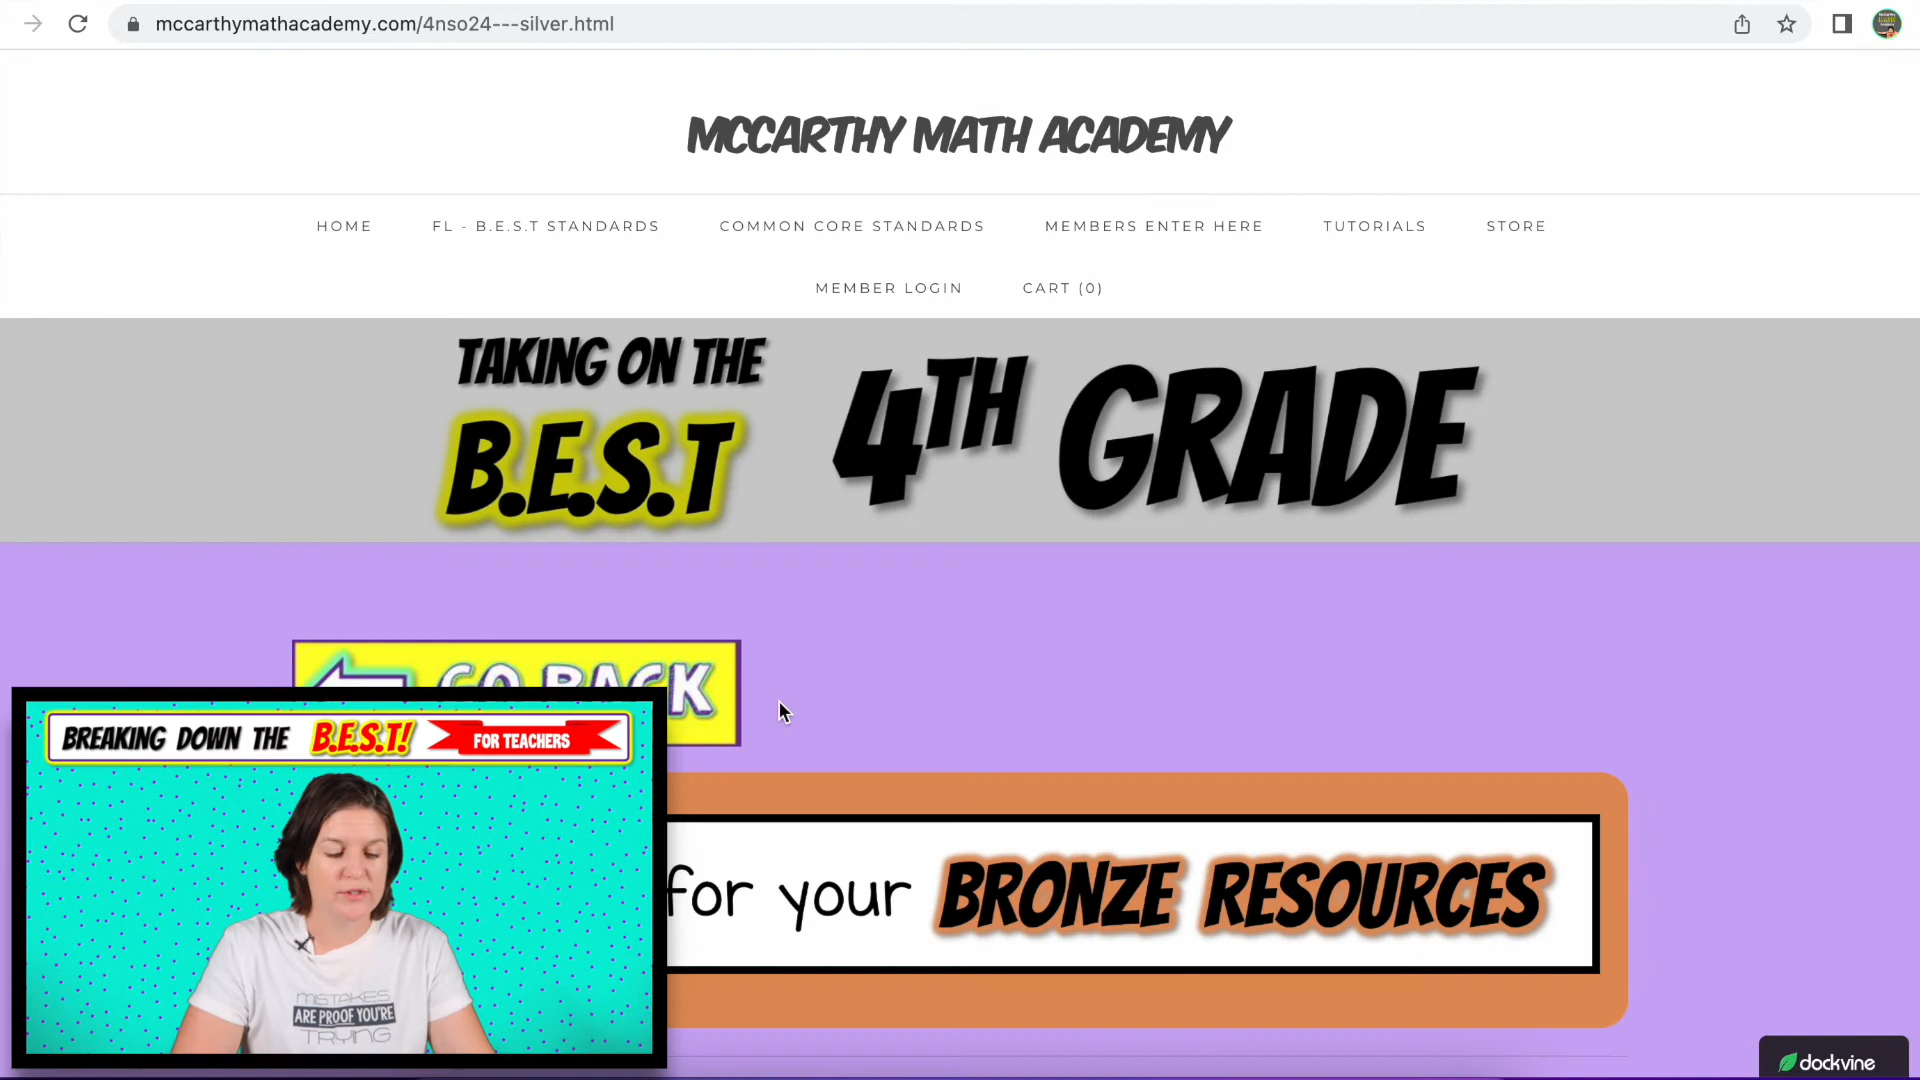 mccarthymathacademy.com/4nso24---silver.html
MCCARTHY MATH ACADEMY
HOME FL - B.E.S.T STANDARDS COMMON CORE STANDARDS MEMBERS ENTER HERE TUTORIALS STORE
MEMBER LOGIN CART (0)
TAKING ON THE
B.E.S.T
4TH GRADE
GO BACK
BREAKING DOWN THE B.E.S.T! FOR TEACHERS
for your BRONZE RESOURCES
MISTAKES
ARE PROOF YOU'RE
TRYING
dockvine